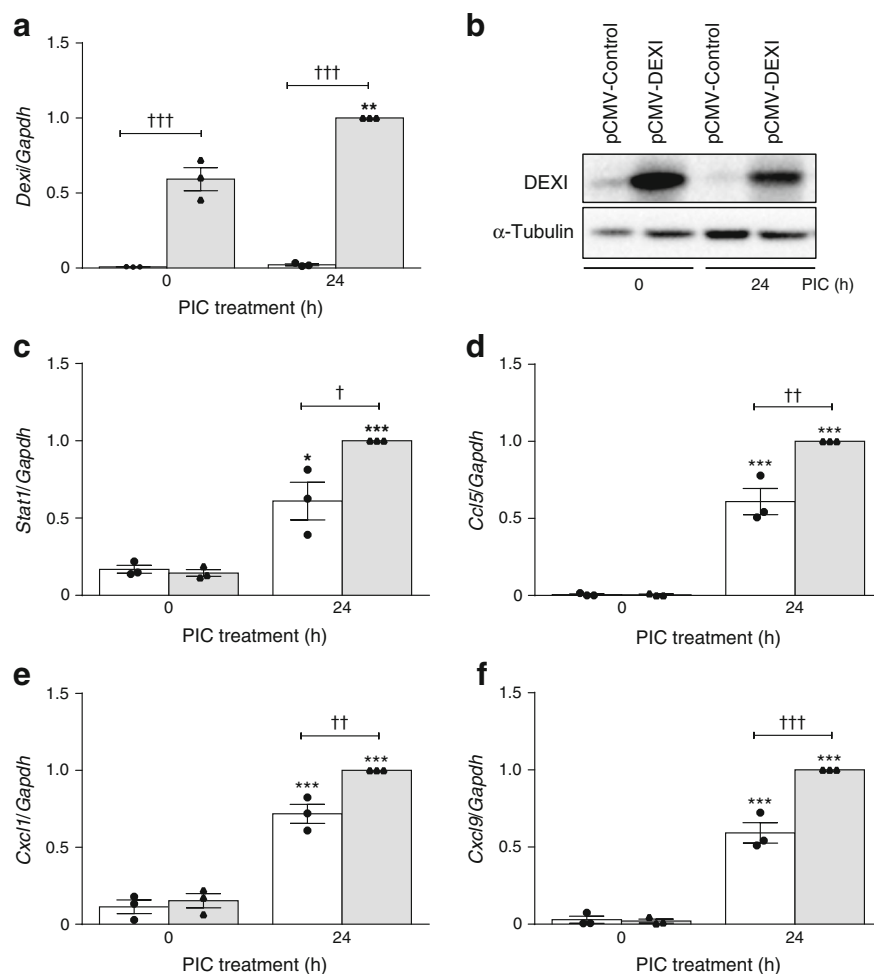 a
1.5
1.0
0.5
0
Dexi/Gapdh
†††
†††
**
0
24
PIC treatment (h)
b
pCMV-Control
pCMV-DEXI
pCMV-Control
pCMV-DEXI
DEXI
α-Tubulin
0
24
PIC (h)
c
1.5
1.0
0.5
0
Stat1/Gapdh
†
*
***
0
24
PIC treatment (h)
d
1.5
1.0
0.5
0
Ccl5/Gapdh
††
***
***
0
24
PIC treatment (h)
e
1.5
1.0
0.5
0
Cxcl1/Gapdh
††
***
***
0
24
PIC treatment (h)
f
1.5
1.0
0.5
0
Cxcl9/Gapdh
†††
***
***
0
24
PIC treatment (h)